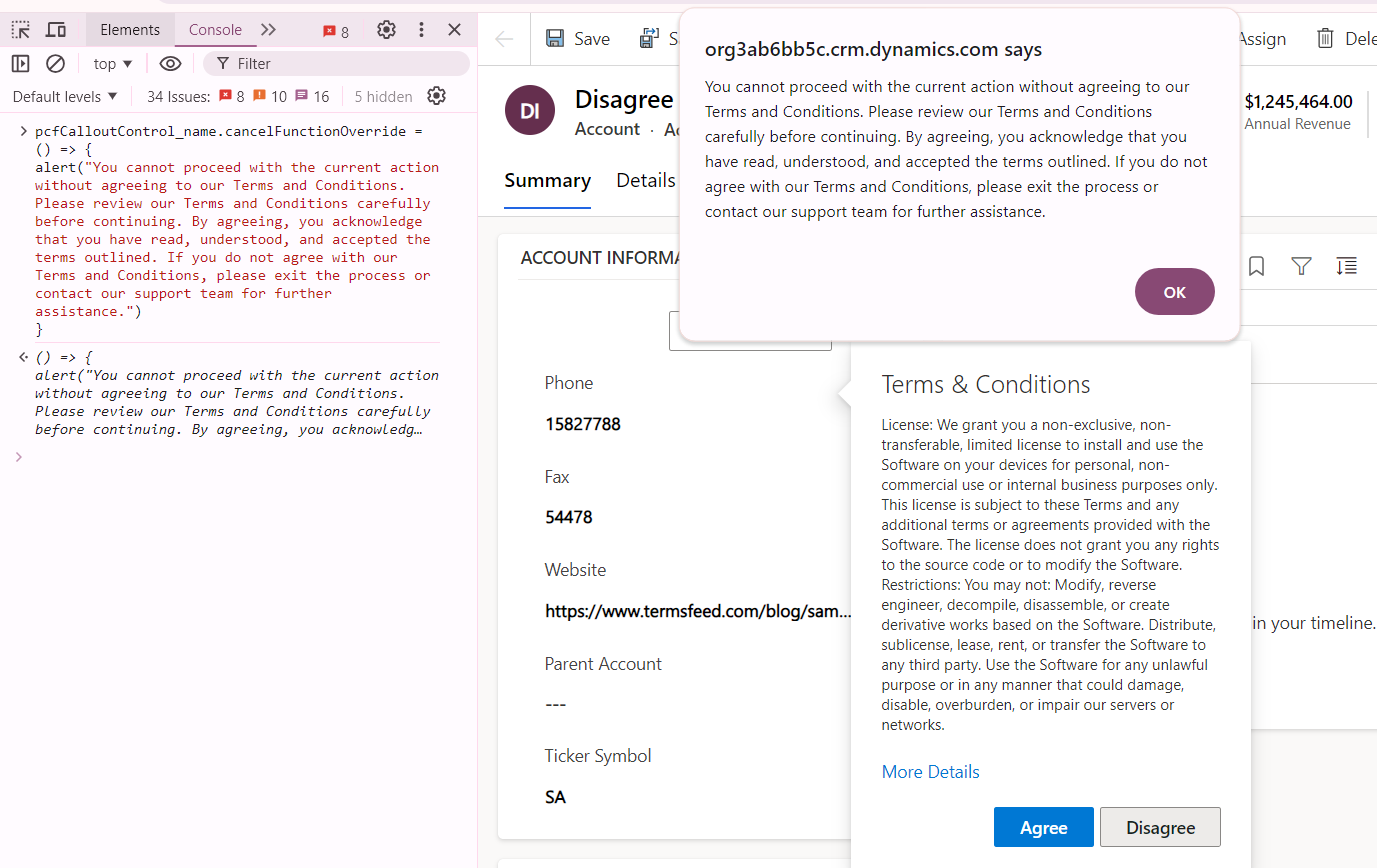 Elements
Console
8
top
Filter
Default levels
34 Issues:
8
10
16
5 hidden
pcfCalloutControl_name.cancelFunctionOverride =
() => {
alert("You cannot proceed with the current action
without agreeing to our Terms and Conditions.
Please review our Terms and Conditions carefully
before continuing. By agreeing, you acknowledge
that you have read, understood, and accepted the
terms outlined. If you do not agree with our
Terms and Conditions, please exit the process or
contact our support team for further
assistance.")
}
() => {
alert("You cannot proceed with the current action
without agreeing to our Terms and Conditions.
Please review our Terms and Conditions carefully
before continuing. By agreeing, you acknowledg…
Save
Assign
DI
Disagree
Account ·
$1,245,464.00
Annual Revenue
Summary
Details
org3ab6bb5c.crm.dynamics.com says
You cannot proceed with the current action without agreeing to our
Terms and Conditions. Please review our Terms and Conditions
carefully before continuing. By agreeing, you acknowledge that you
have read, understood, and accepted the terms outlined. If you do not
agree with our Terms and Conditions, please exit the process or
contact our support team for further assistance.
OK
ACCOUNT INFORMA
Phone
15827788
Fax
54478
Website
https://www.termsfeed.com/blog/sam...
Parent Account
---
Ticker Symbol
SA
Terms & Conditions
License: We grant you a non-exclusive, non-
transferable, limited license to install and use the
Software on your devices for personal, non-
commercial use or internal business purposes only.
This license is subject to these Terms and any
additional terms or agreements provided with the
Software. The license does not grant you any rights
to the source code or to modify the Software.
Restrictions: You may not: Modify, reverse
engineer, decompile, disassemble, or create
derivative works based on the Software. Distribute,
sublicense, lease, rent, or transfer the Software to
any third party. Use the Software for any unlawful
purpose or in any manner that could damage,
disable, overburden, or impair our servers or
networks.
More Details
Agree
Disagree
in your timeline.